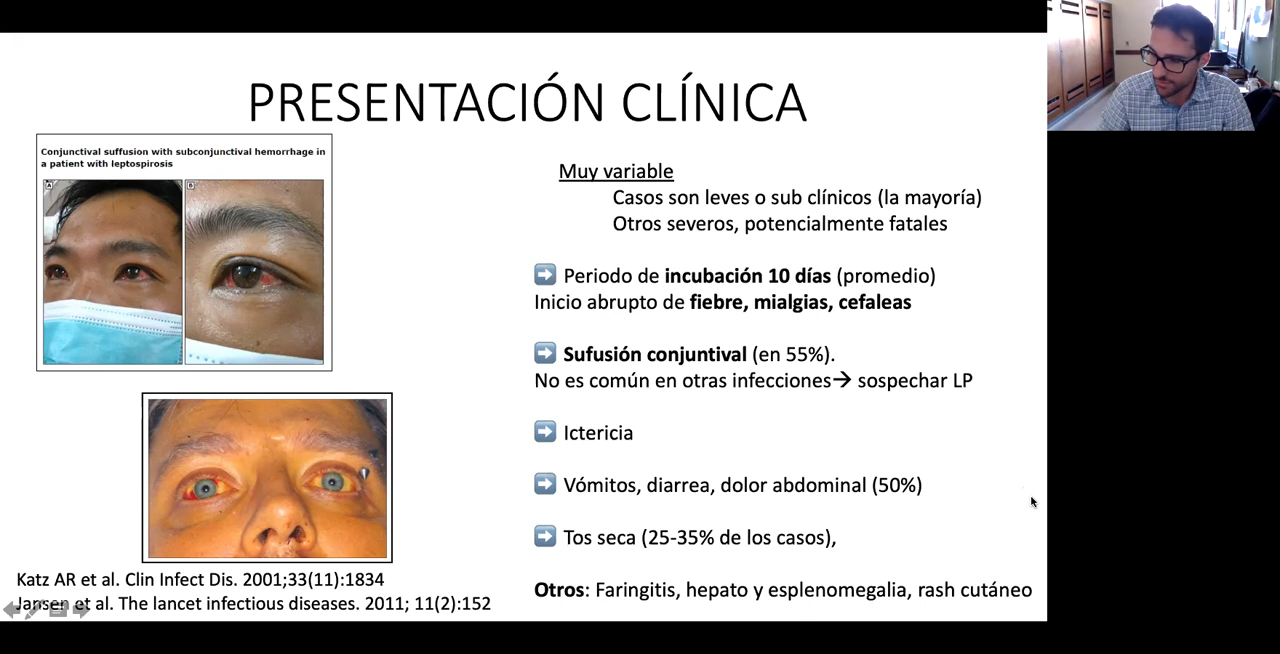 PRESENTACIÓN CLÍNICA
Conjunctival suffusion with subconjunctival hemorrhage in
a patient with leptospirosis
A
B
Muy variable
Casos son leves o sub clínicos (la mayoría)
Otros severos, potencialmente fatales
➡ Periodo de incubación 10 días (promedio)
Inicio abrupto de fiebre, mialgias, cefaleas
➡ Sufusión conjuntival (en 55%).
No es común en otras infecciones→ sospechar LP
➡ Ictericia
➡ Vómitos, diarrea, dolor abdominal (50%)
➡ Tos seca (25-35% de los casos),
Otros: Faringitis, hepato y esplenomegalia, rash cutáneo
Katz AR et al. Clin Infect Dis. 2001;33(11):1834
Jansen et al. The lancet infectious diseases. 2011; 11(2):152